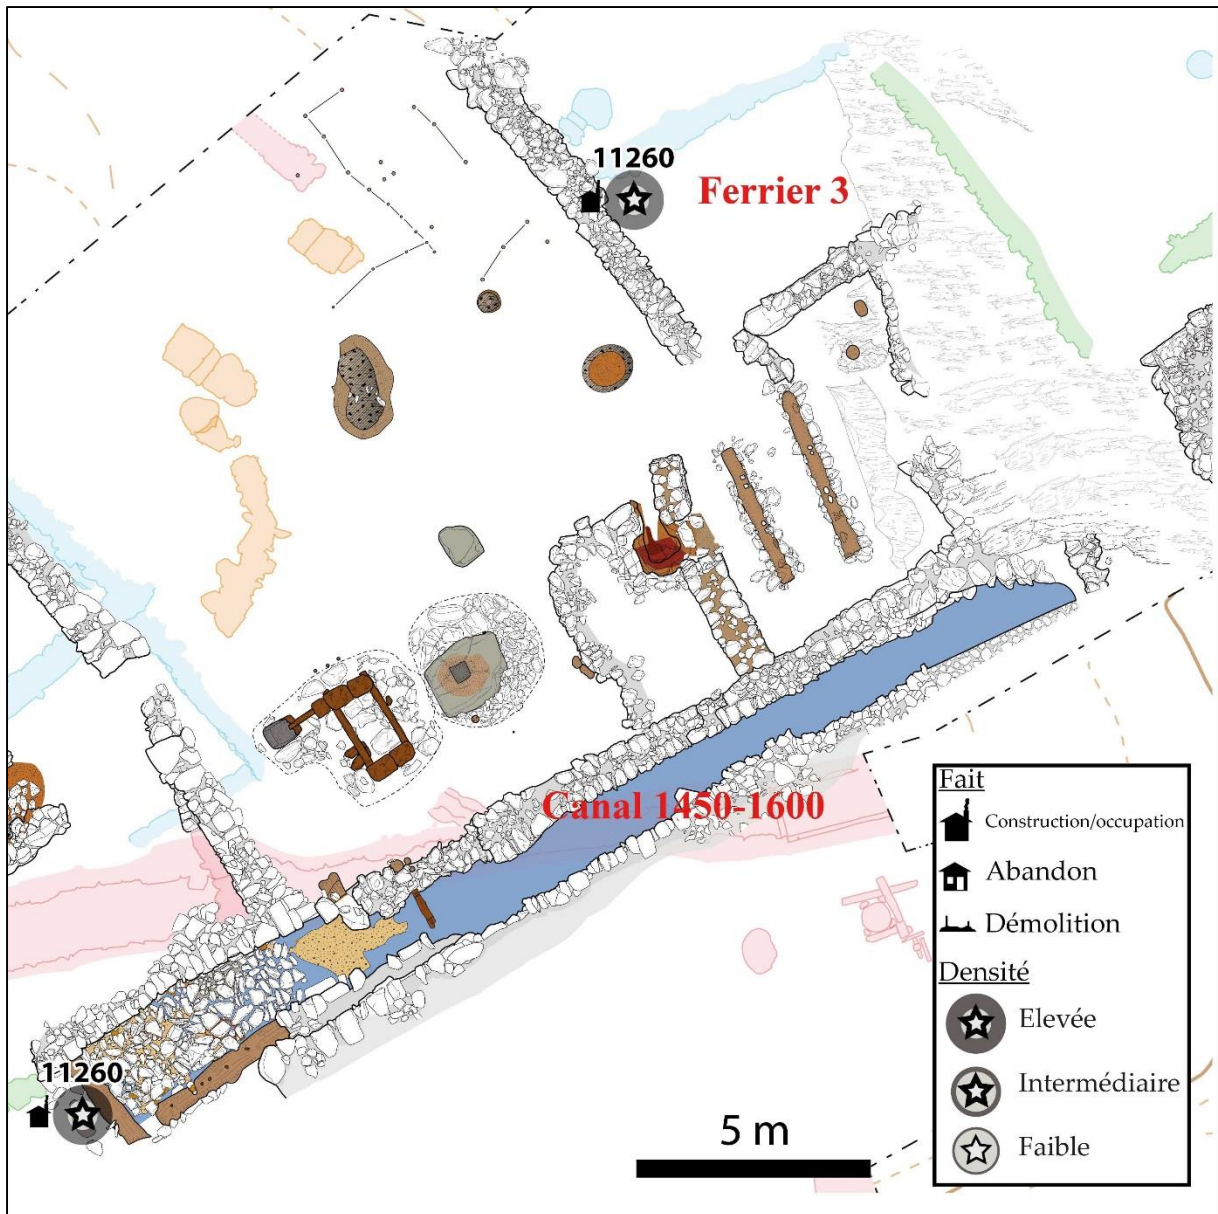 11260
Ferrier 3
Canal 1450-1600
Fait
Construction/occupation
Abandon
Démolition
Densité
Elevée
Intermédiaire
Faible
11260
5 m